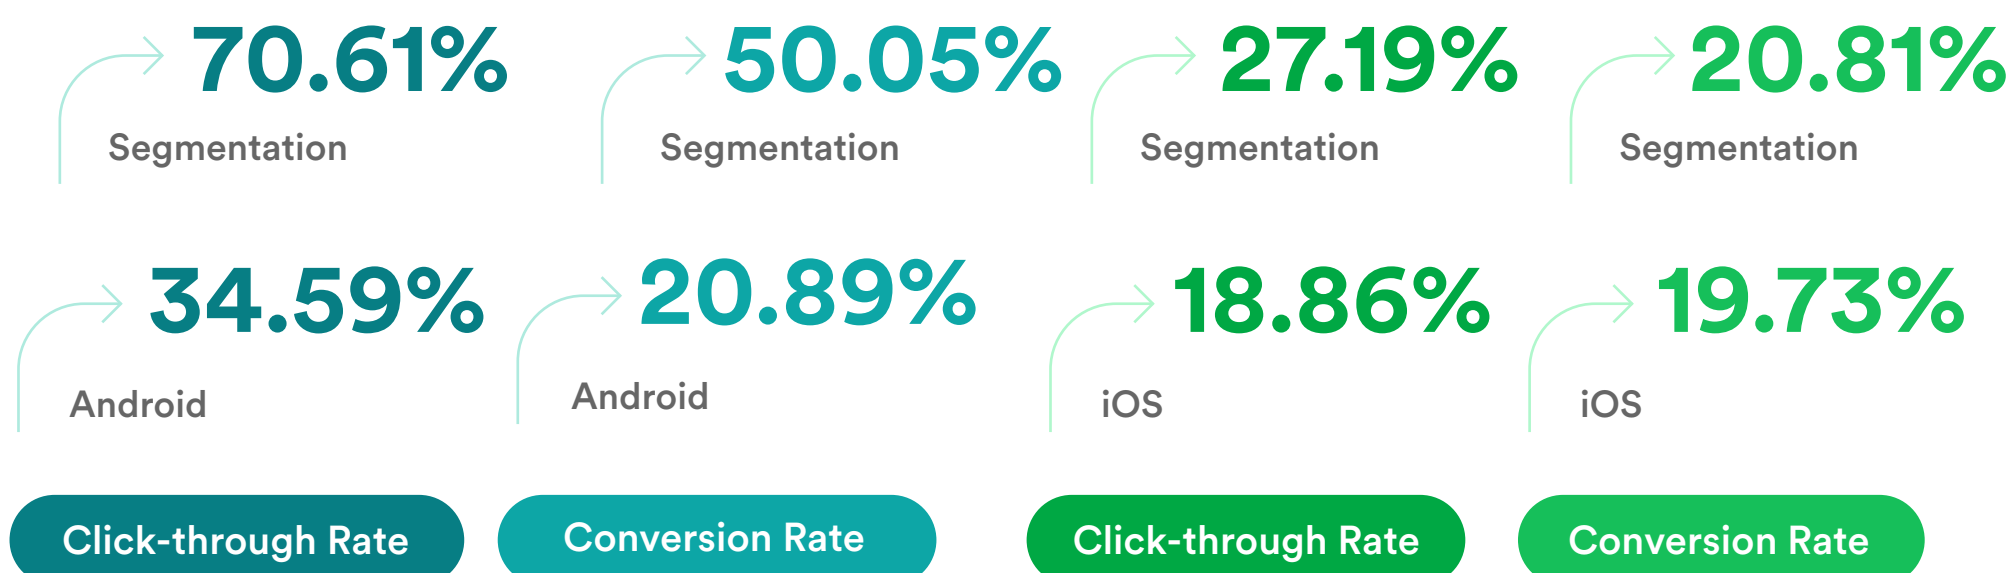 70.61%
50.05%
27.19%
20.81%
Segmentation
Segmentation
Segmentation
Segmentation
34.59%
20.89%
18.86%
19.73%
Android
Android
iOS
iOS
Click-through Rate
Conversion Rate
Click-through Rate
Conversion Rate